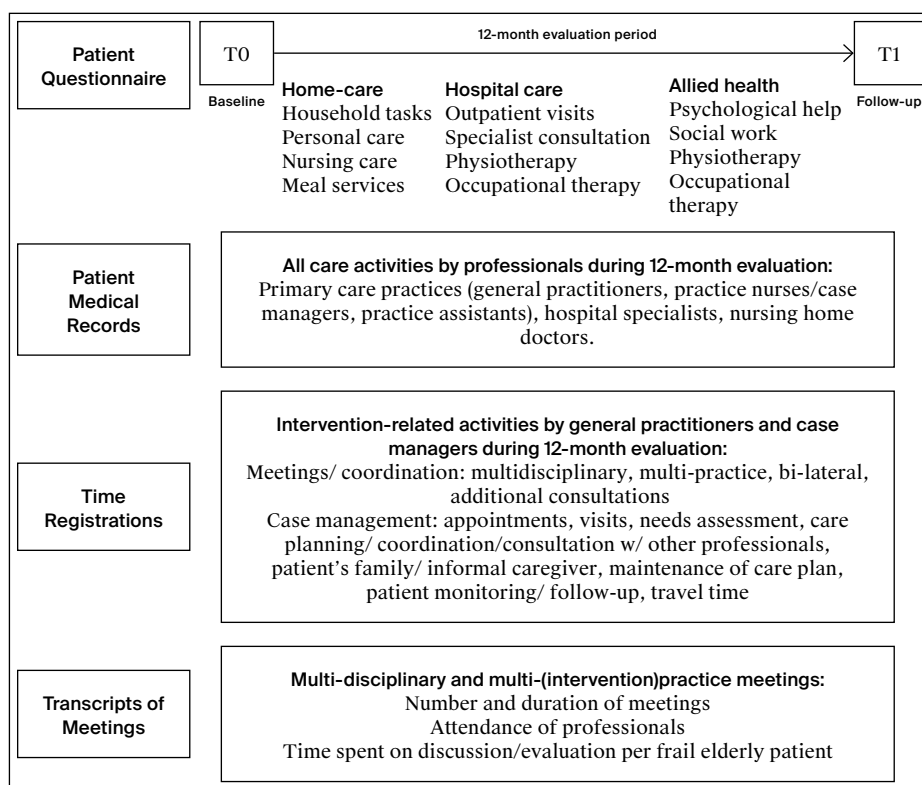 Patient
Questionnaire
T0
Baseline
12-month evaluation period
T1
Follow-up
Home-care
Household tasks
Personal care
Nursing care
Meal services
Hospital care
Outpatient visits
Specialist consultation
Physiotherapy
Occupational therapy
Allied health
Psychological help
Social work
Physiotherapy
Occupational
therapy
Patient
Medical
Records
All care activities by professionals during 12-month evaluation:
Primary care practices (general practitioners, practice nurses/case
managers, practice assistants), hospital specialists, nursing home
doctors.
Time
Registrations
Intervention-related activities by general practitioners and case
managers during 12-month evaluation:
Meetings/ coordination: multidisciplinary, multi-practice, bi-lateral,
additional consultations
Case management: appointments, visits, needs assessment, care
planning/ coordination/consultation w/ other professionals,
patient’s family/ informal caregiver, maintenance of care plan,
patient monitoring/ follow-up, travel time
Transcripts of
Meetings
Multi-disciplinary and multi-(intervention)practice meetings:
Number and duration of meetings
Attendance of professionals
Time spent on discussion/evaluation per frail elderly patient